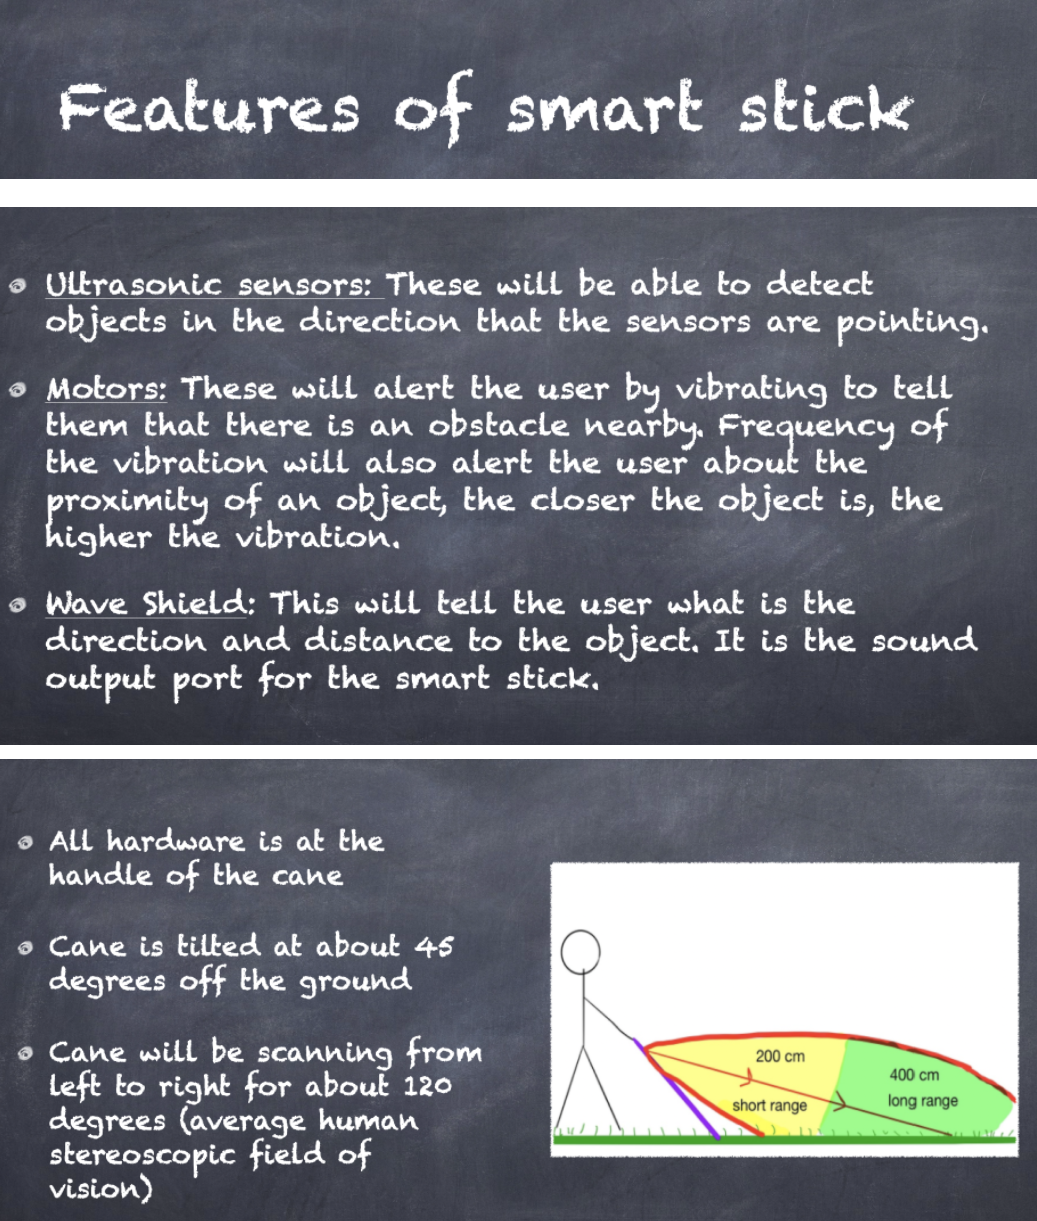 Features of smart stick
Ultrasonic sensors: These will be able to detect
objects in the direction that the sensors are pointing.
Motors: These will alert the user by vibrating to tell
them that there is an obstacle nearby. Frequency of
the vibration will also alert the user about the
proximity of an object, the closer the object is, the
higher the vibration.
Wave Shield: This will tell the user what is the
direction and distance to the object. It is the sound
output port for the smart stick.
All hardware is at the
handle of the cane
Cane is tilted at about 45
degrees off the ground
Cane will be scanning from
left to right for about 120
degrees (average human
stereoscopic field of
vision)
200 cm
short range
400 cm
long range